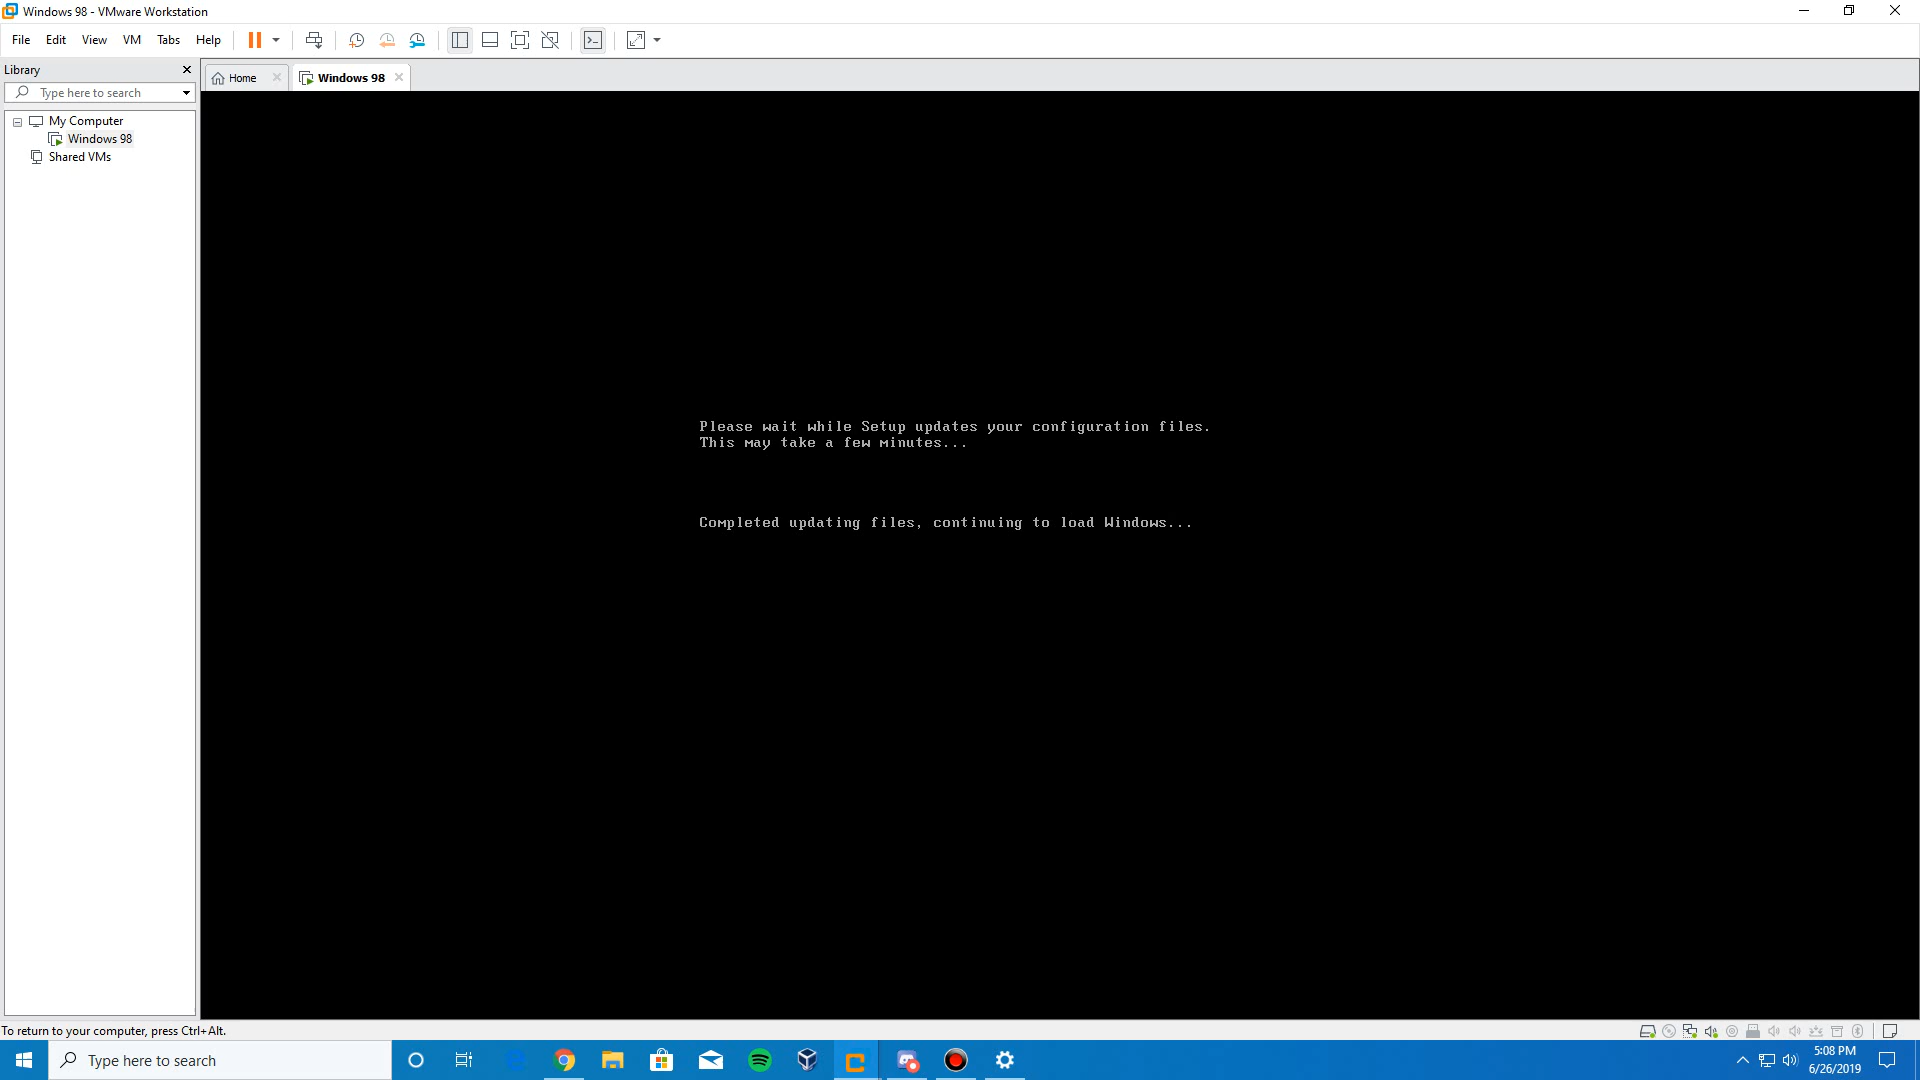 Windows 98 - VMware Workstation
File Edit View VM Tabs Help
Library
Home
Windows 98
Type here to search
My Computer
Windows 98
Shared VMs
Please wait while Setup updates your configuration files.
This may take a few minutes...
Completed updating files, continuing to load Windows...
To return to your computer, press Ctrl+Alt.
Type here to search
5:08 PM
6/26/2019